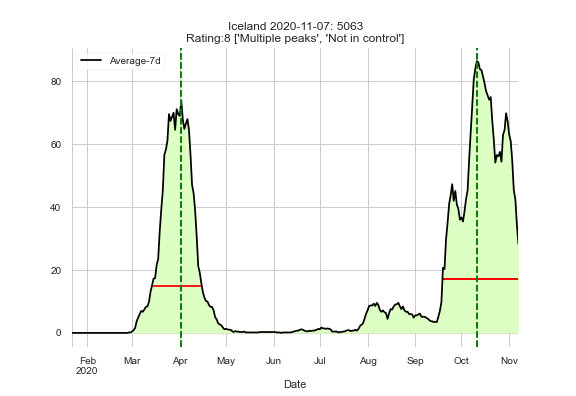 Iceland 2020-11-07: 5063
Rating:8 ['Multiple peaks', 'Not in control']
Average-7d
80
60
40
20
0
Feb Mar Apr May Jun Jul Aug Sep Oct Nov
2020
Date